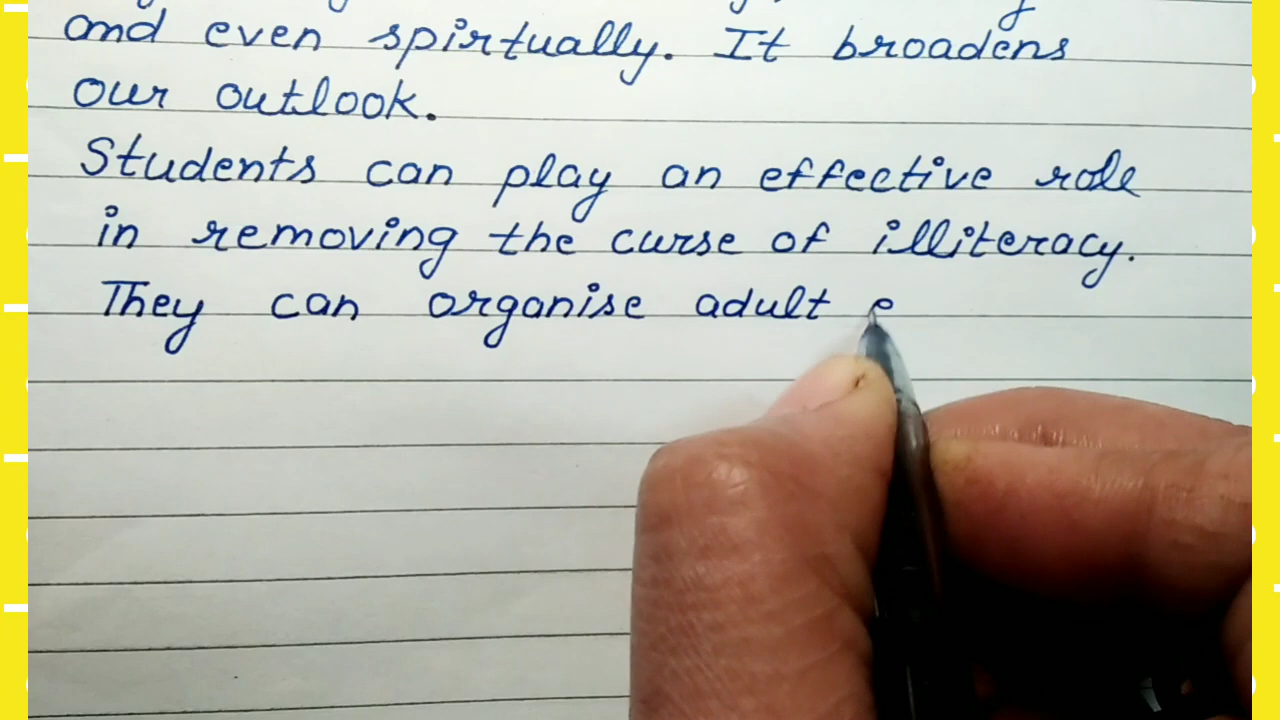 and even spirtually. It broadens
our outlook.
Students can play an effective role
in removing the curse of illiteracy.
They can organise adult e